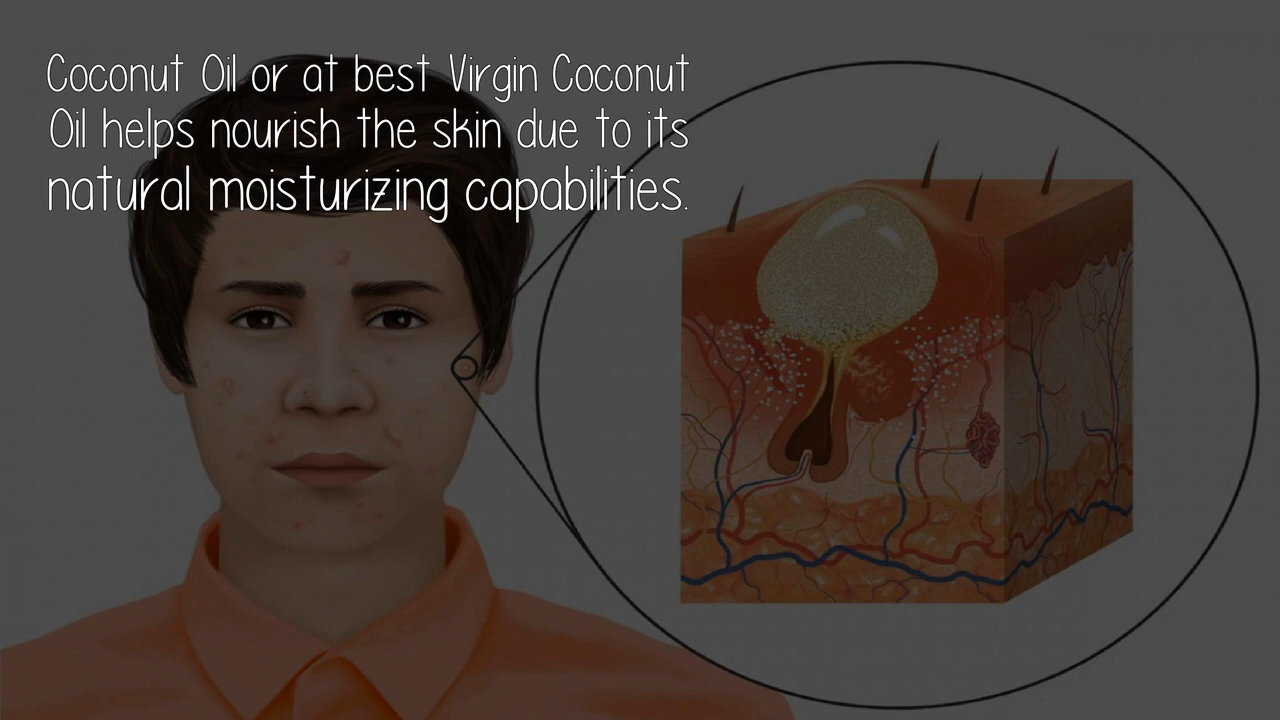 Coconut Oil or at best Virgin Coconut
Oil helps nourish the skin due to its
natural moisturizing capabilities.